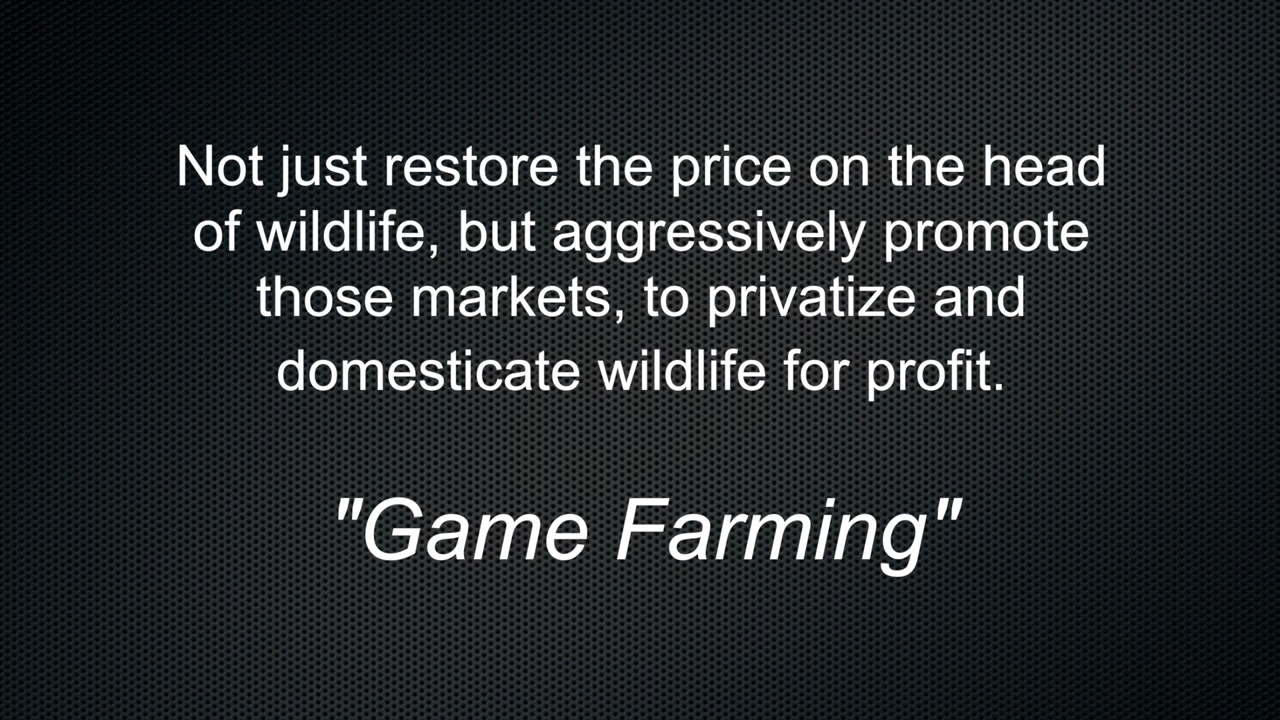 Not just restore the price on the head
of wildlife, but aggressively promote
those markets, to privatize and
domesticate wildlife for profit.
"Game Farming"